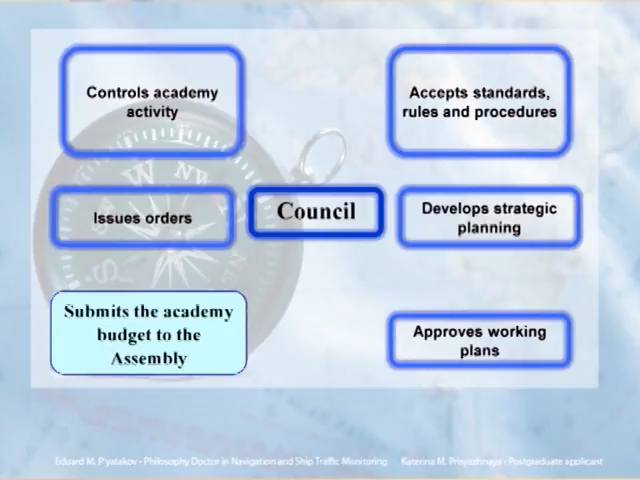 Controls academy
activity
Accepts standards,
rules and procedures
Issues orders
Council
Develops strategic
planning
Submits the academy
budget to the
Assembly
Approves working
plans
Eduard M. Pyatakov - Philosophy Doctor in Navigation and Ship Traffic Monitoring
Katerina M. - Postgraduate applicant